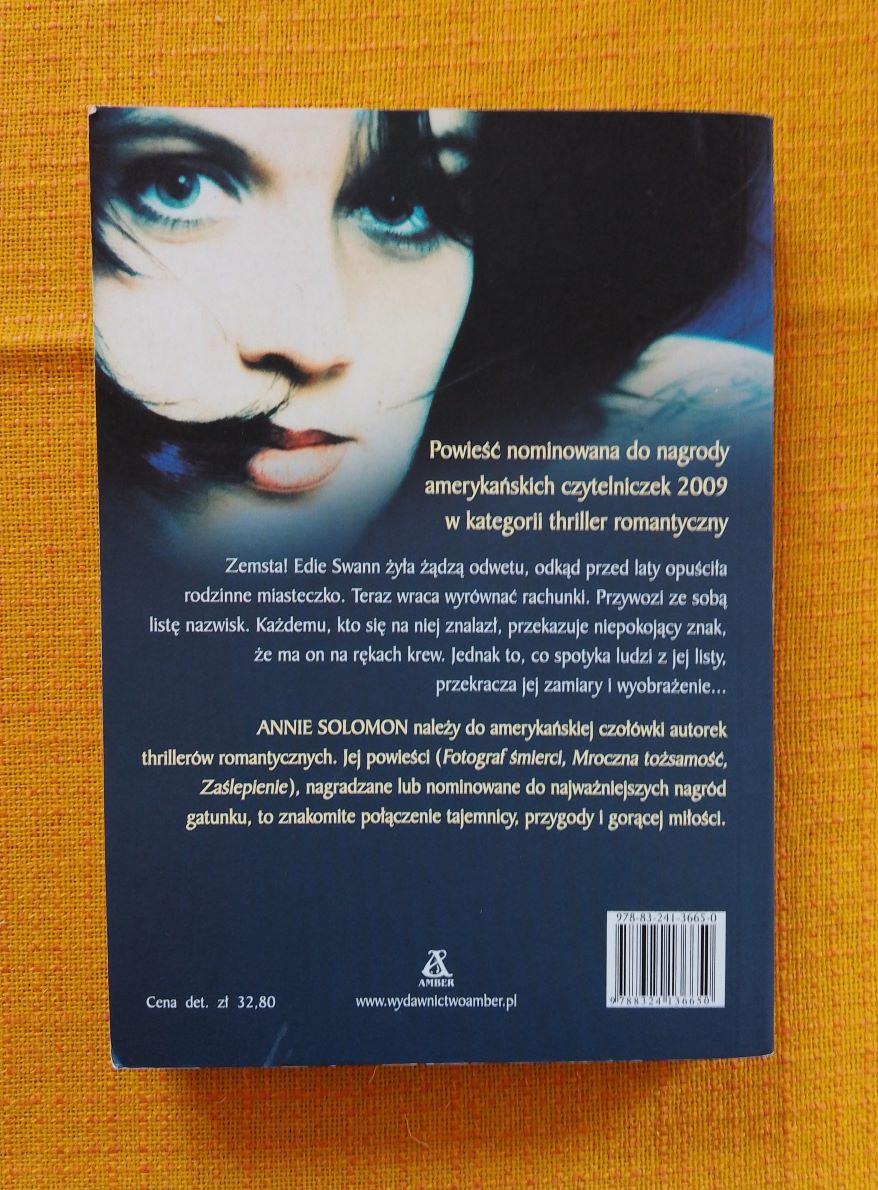 Powieść nominowana do nagrody
amerykańskich czytelniczek 2009
w kategorii thriller romantyczny
Zemsta! Edie Swann żyła żądzą odwetu, odkąd przed laty opuściła
rodzinne miasteczko. Teraz wraca wyrównać rachunki. Przywozi ze sobą
listę nazwisk. Każdemu, kto się na niej znalazł, przekazuje niepokojący znak,
że ma on na rękach krew. Jednak to, co spotyka ludzi z jej listy,
przekracza jej zamiary i wyobrażenie...
ANNIE SOLOMON należy do amerykańskiej czołówki autorek
thrillerów romantycznych. Jej powieści (Fotograf śmierci, Mroczna tożsamość,
Zaślepienie), nagradzane lub nominowane do najważniejszych nagród
gatunku, to znakomite połączenie tajemnicy, przygody i gorącej miłości.
978-83-241-3665-0
9 788324 136650
AMBER
Cena det. zł 32,80
www.wydawnictwoamber.pl